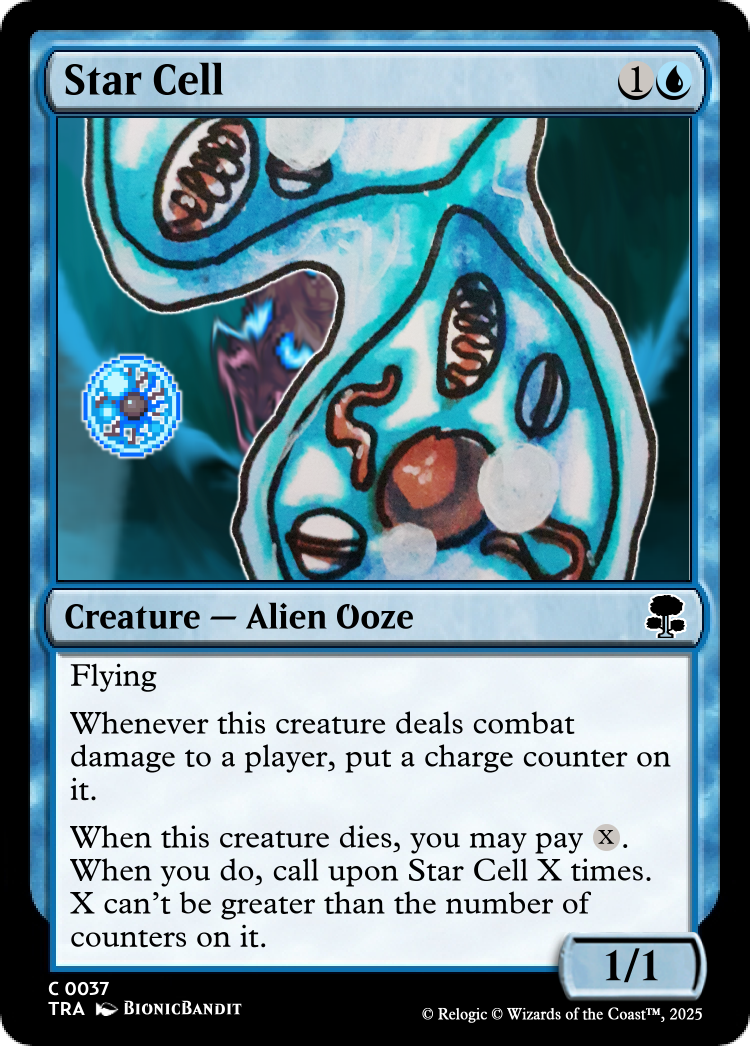 Star Cell
1
Creature — Alien Ooze
Flying
Whenever this creature deals combat
damage to a player, put a charge counter on
it.
When this creature dies, you may pay X.
When you do, call upon Star Cell X times.
X can't be greater than the number of
counters on it.
1/1
C 0037
TRA BionicBandit
© Relogic © Wizards of the Coast™, 2025